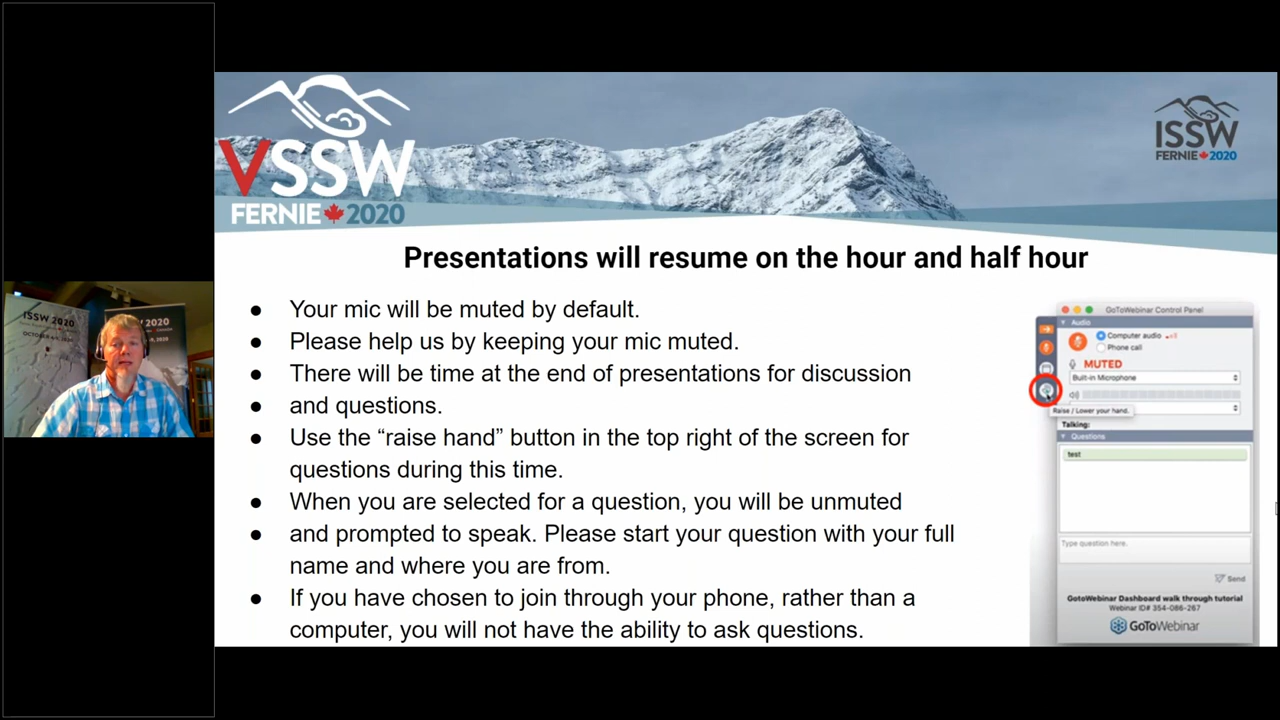 VSSW
FERNIE 2020
ISSW
FERNIE 2020
Presentations will resume on the hour and half hour
● Your mic will be muted by default.
● Please help us by keeping your mic muted.
● There will be time at the end of presentations for discussion
● and questions.
● Use the “raise hand” button in the top right of the screen for
questions during this time.
● When you are selected for a question, you will be unmuted
● and prompted to speak. Please start your question with your full
name and where you are from.
● If you have chosen to join through your phone, rather than a
computer, you will not have the ability to ask questions.
GoToWebinar Control Panel
Audio
Computer audio
Phone call
MUTED
Built-in Microphone
Raise / Lower your hand.
Talking:
Questions
test
Type question here.
Send
GotoWebinar Dashboard walk through tutorial
Webinar ID# 354-086-267
GoToWebinar
ISSW 2020
2020